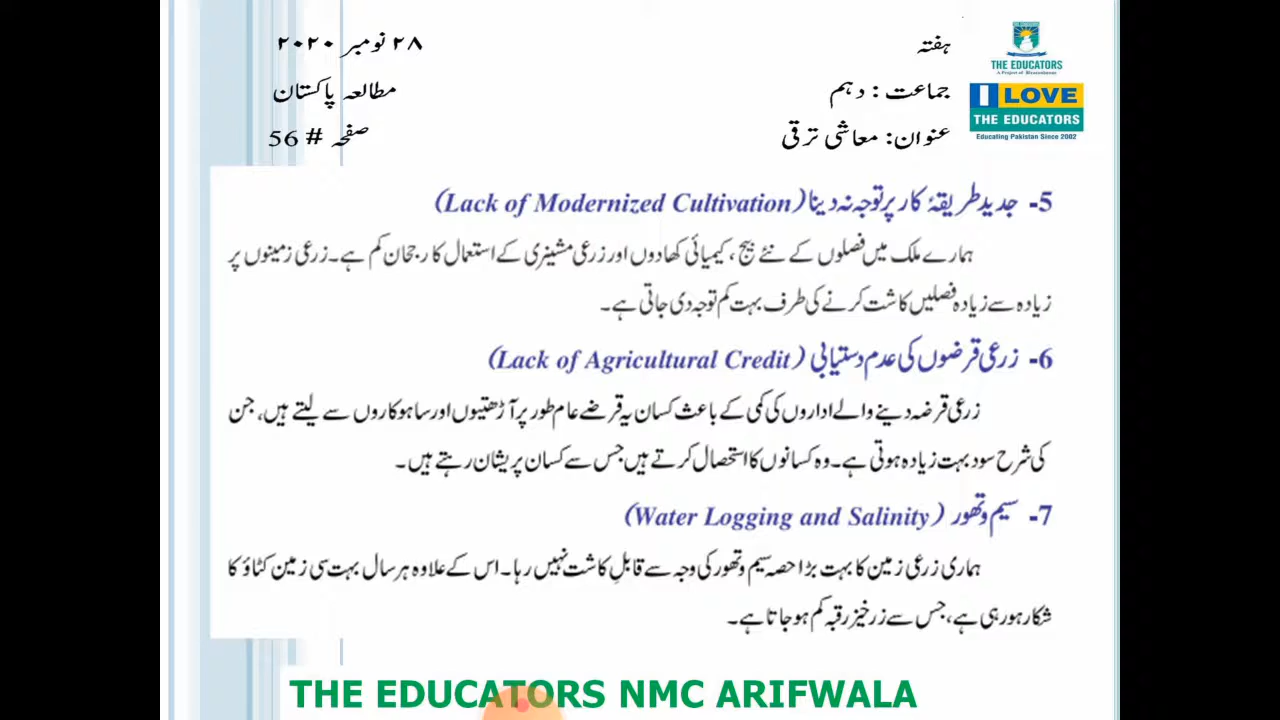 ہفتہ
۲۸ نومبر ۲۰۲۰
جماعت : دہم
مطالعہ پاکستان
عنوان: معاشی ترقی
صفحہ # 56
THE EDUCATORS
A Project of Beaconhouse
I LOVE
THE EDUCATORS
Educating Pakistan Since 2002
5- جدید طریقۂ کار پر توجہ نہ دینا (Lack of Modernized Cultivation)
ہمارے ملک میں فصلوں کے نئے بیج، کیمیائی کھادوں اور زرعی مشینری کے استعمال کا رجحان کم ہے۔ زرعی زمینوں پر
زیادہ سے زیادہ فصلیں کاشت کرنے کی طرف بہت کم توجہ دی جاتی ہے۔
6- زرعی قرضوں کی عدم دستیابی (Lack of Agricultural Credit)
زرعی قرضہ دینے والے اداروں کی کمی کے باعث کسان یہ قرضے عام طور پر آڑھتیوں اور ساہوکاروں سے لیتے ہیں، جن
کی شرح سود بہت زیادہ ہوتی ہے۔ وہ کسانوں کا استحصال کرتے ہیں جس سے کسان پریشان رہتے ہیں۔
7- سیم و تھور (Water Logging and Salinity)
ہماری زرعی زمین کا بہت بڑا حصہ سیم و تھور کی وجہ سے قابلِ کاشت نہیں رہا۔ اس کے علاوہ ہر سال بہت سی زمین کٹاؤ کا
شکار ہو رہی ہے، جس سے زرخیز رقبہ کم ہو جاتا ہے۔
THE EDUCATORS NMC ARIFWALA